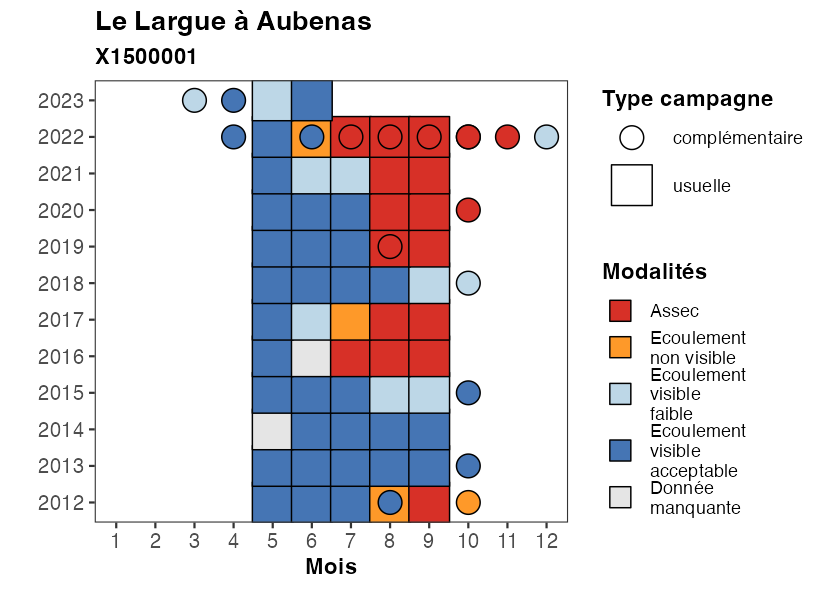 Le Largue à Aubenas
X1500001
2023
2022
2021
2020
2019
2018
2017
2016
2015
2014
2013
2012
1 2 3 4 5 6 7 8 9 10 11 12
Mois
Type campagne
complémentaire
usuelle
Modalités
Assec
Ecoulement
non visible
Ecoulement
visible
faible
Ecoulement
visible
acceptable
Donnée
manquante